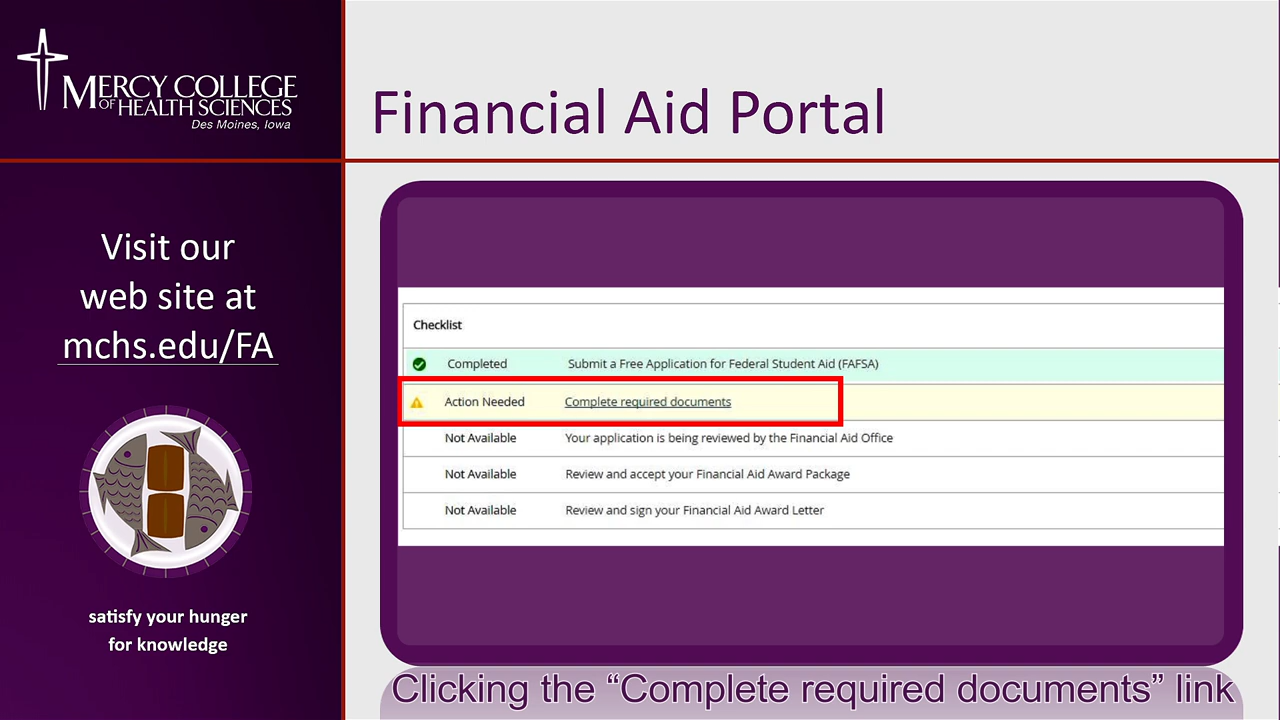 MERCY COLLEGE
OF HEALTH SCIENCES
Des Moines, Iowa
Financial Aid Portal
Visit our
web site at
mchs.edu/FA
satisfy your hunger
for knowledge
Checklist
Completed Submit a Free Application for Federal Student Aid (FAFSA)
Action Needed Complete required documents
Not Available Your application is being reviewed by the Financial Aid Office
Not Available Review and accept your Financial Aid Award Package
Not Available Review and sign your Financial Aid Award Letter
Clicking the “Complete required documents” link